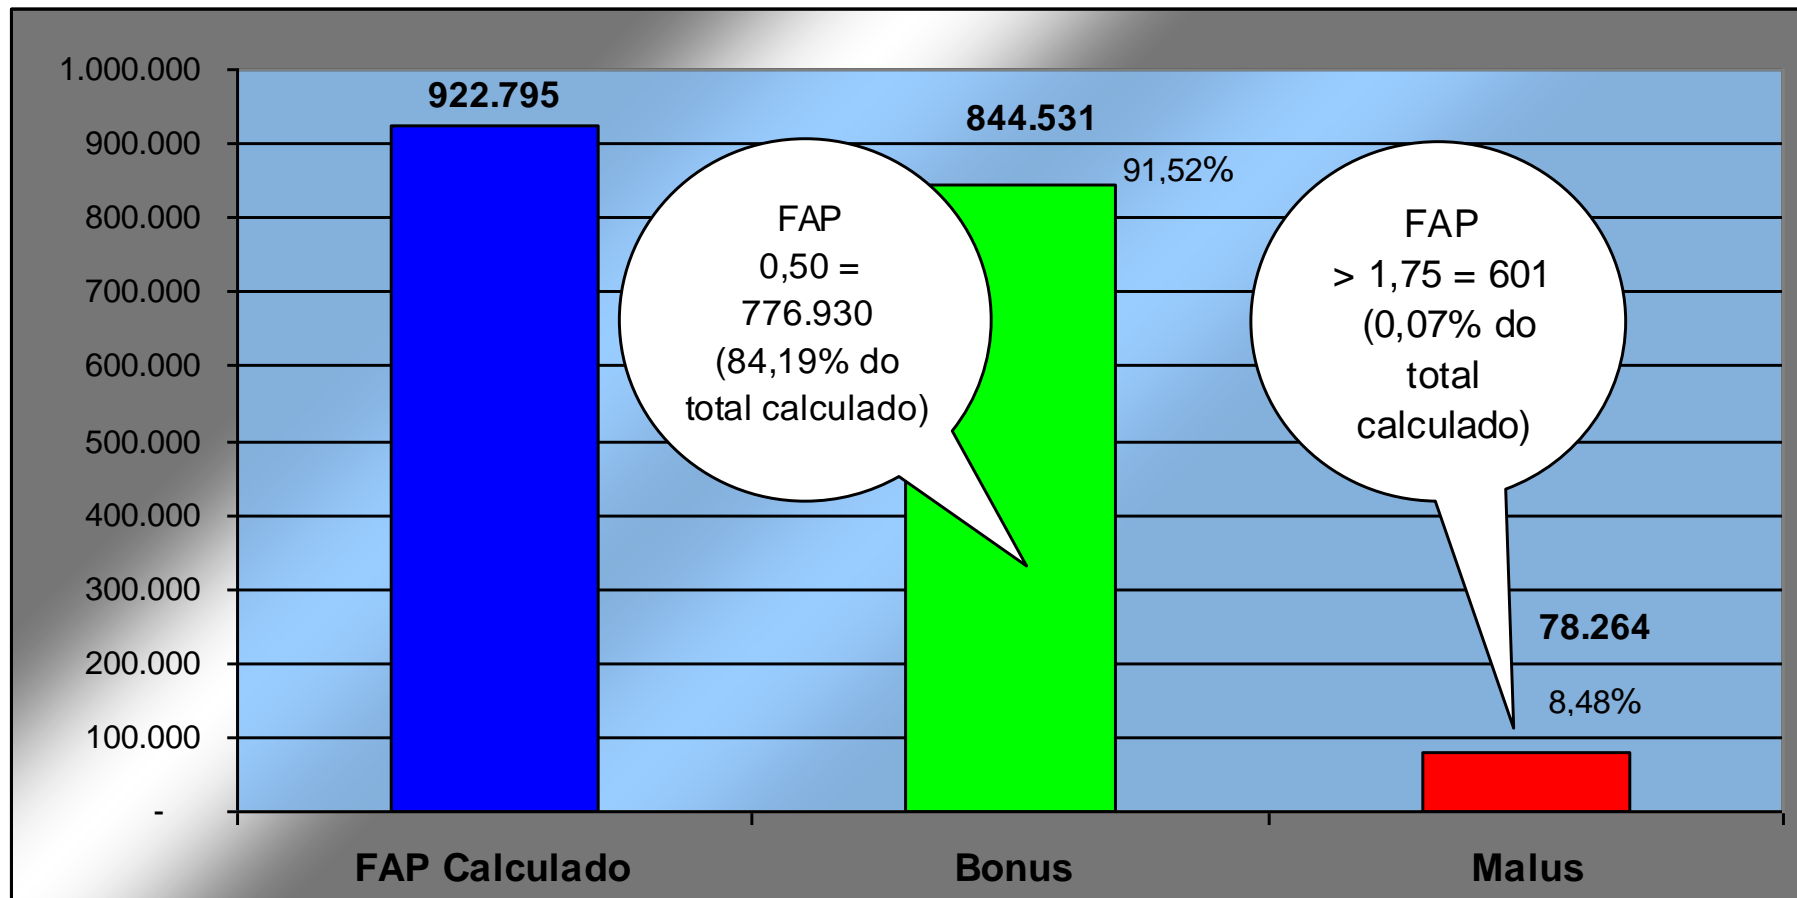 1.000.000
900.000
800.000
700.000
600.000
500.000
400.000
300.000
200.000
100.000
-
922.795
844.531
91,52%
FAP
0,50 =
776.930
(84,19% do
total calculado)
FAP
> 1,75 = 601
(0,07% do
total
calculado)
78.264
8,48%
FAP Calculado
Bonus
Malus